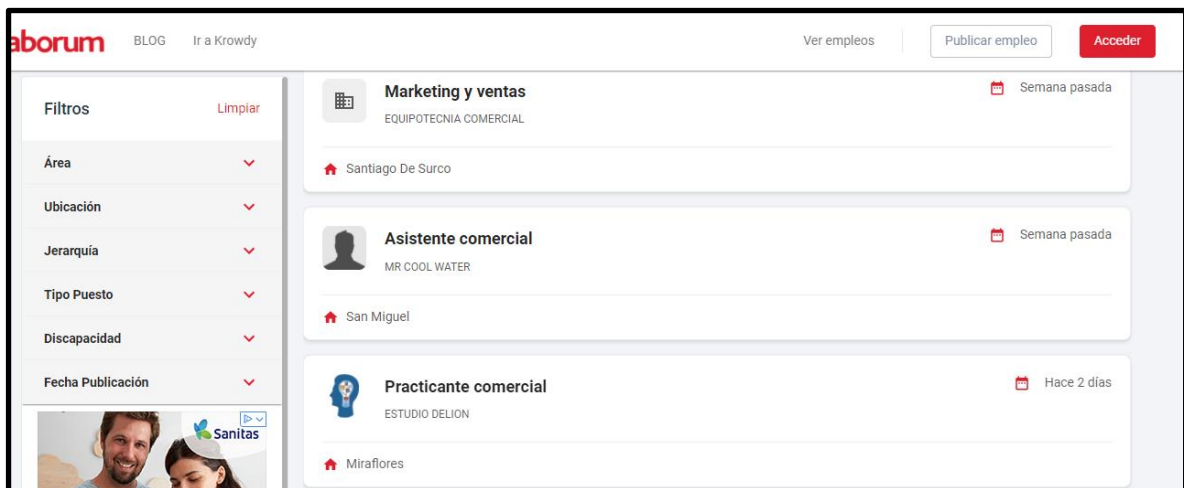 aborum
BLOG Ir a Krowdy
Ver empleos
Publicar empleo
Acceder
Filtros
Limpiar
Área
Ubicación
Jerarquía
Tipo Puesto
Discapacidad
Fecha Publicación
Sanitas
Marketing y ventas
Semana pasada
EQUIPOTECNIA COMERCIAL
Santiago De Surco
Asistente comercial
Semana pasada
MR COOL WATER
San Miguel
Practicante comercial
Hace 2 días
ESTUDIO DELION
Miraflores